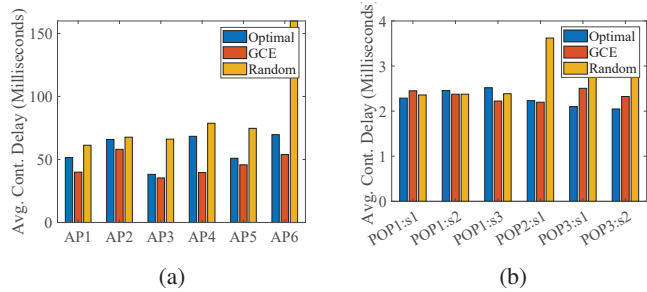 Avg. Cont. Delay (Milliseconds)
150
100
50
0
Optimal
GCE
Random
AP1 AP2 AP3 AP4 AP5 AP6
(a)
Avg. Cont. Delay (Milliseconds)
4
3
2
1
0
Optimal
GCE
Random
POP1:s1 POP1:s2 POP1:s3 POP2:s1 POP3:s1 POP3:s2
(b)